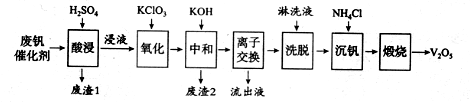 H₂SO₄ KClO₃ KOH 淋洗液 NH₄Cl
废钒催化剂 酸浸 浸液 氧化 中和 离子交换 洗脱 沉钒 煅烧 V₂O₅
废渣1 废渣2 流出液